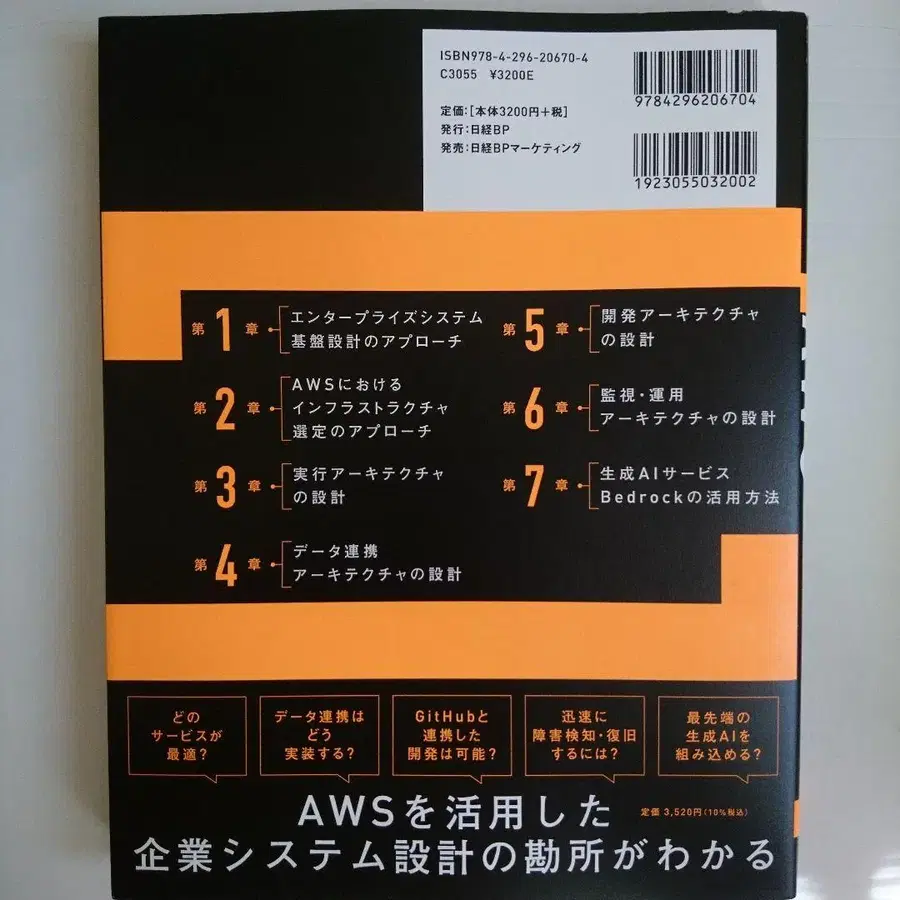 ISBN978-4-296-20670-4
C3055 ¥3200E
定価:[本体3200円+税]
発行:日経BP
発売:日経BPマーケティング
9784296206704
1923055032002
第1章
エンタープライズシステム
基盤設計のアプローチ
第2章
AWSにおける
インフラストラクチャ
選定のアプローチ
第3章
実行アーキテクチャ
の設計
第4章
データ連携
アーキテクチャの設計
第5章
開発アーキテクチャ
の設計
第6章
監視・運用
アーキテクチャの設計
第7章
生成AIサービス
Bedrockの活用方法
どの
サービスが
最適?
データ連携は
どう
実装する?
GitHubと
連携した
開発は可能?
迅速に
障害検知・復旧
するには?
最先端の
生成AIを
組み込める?
AWSを活用した
定価 3,520円(10%税込)
企業システム設計の勘所がわかる